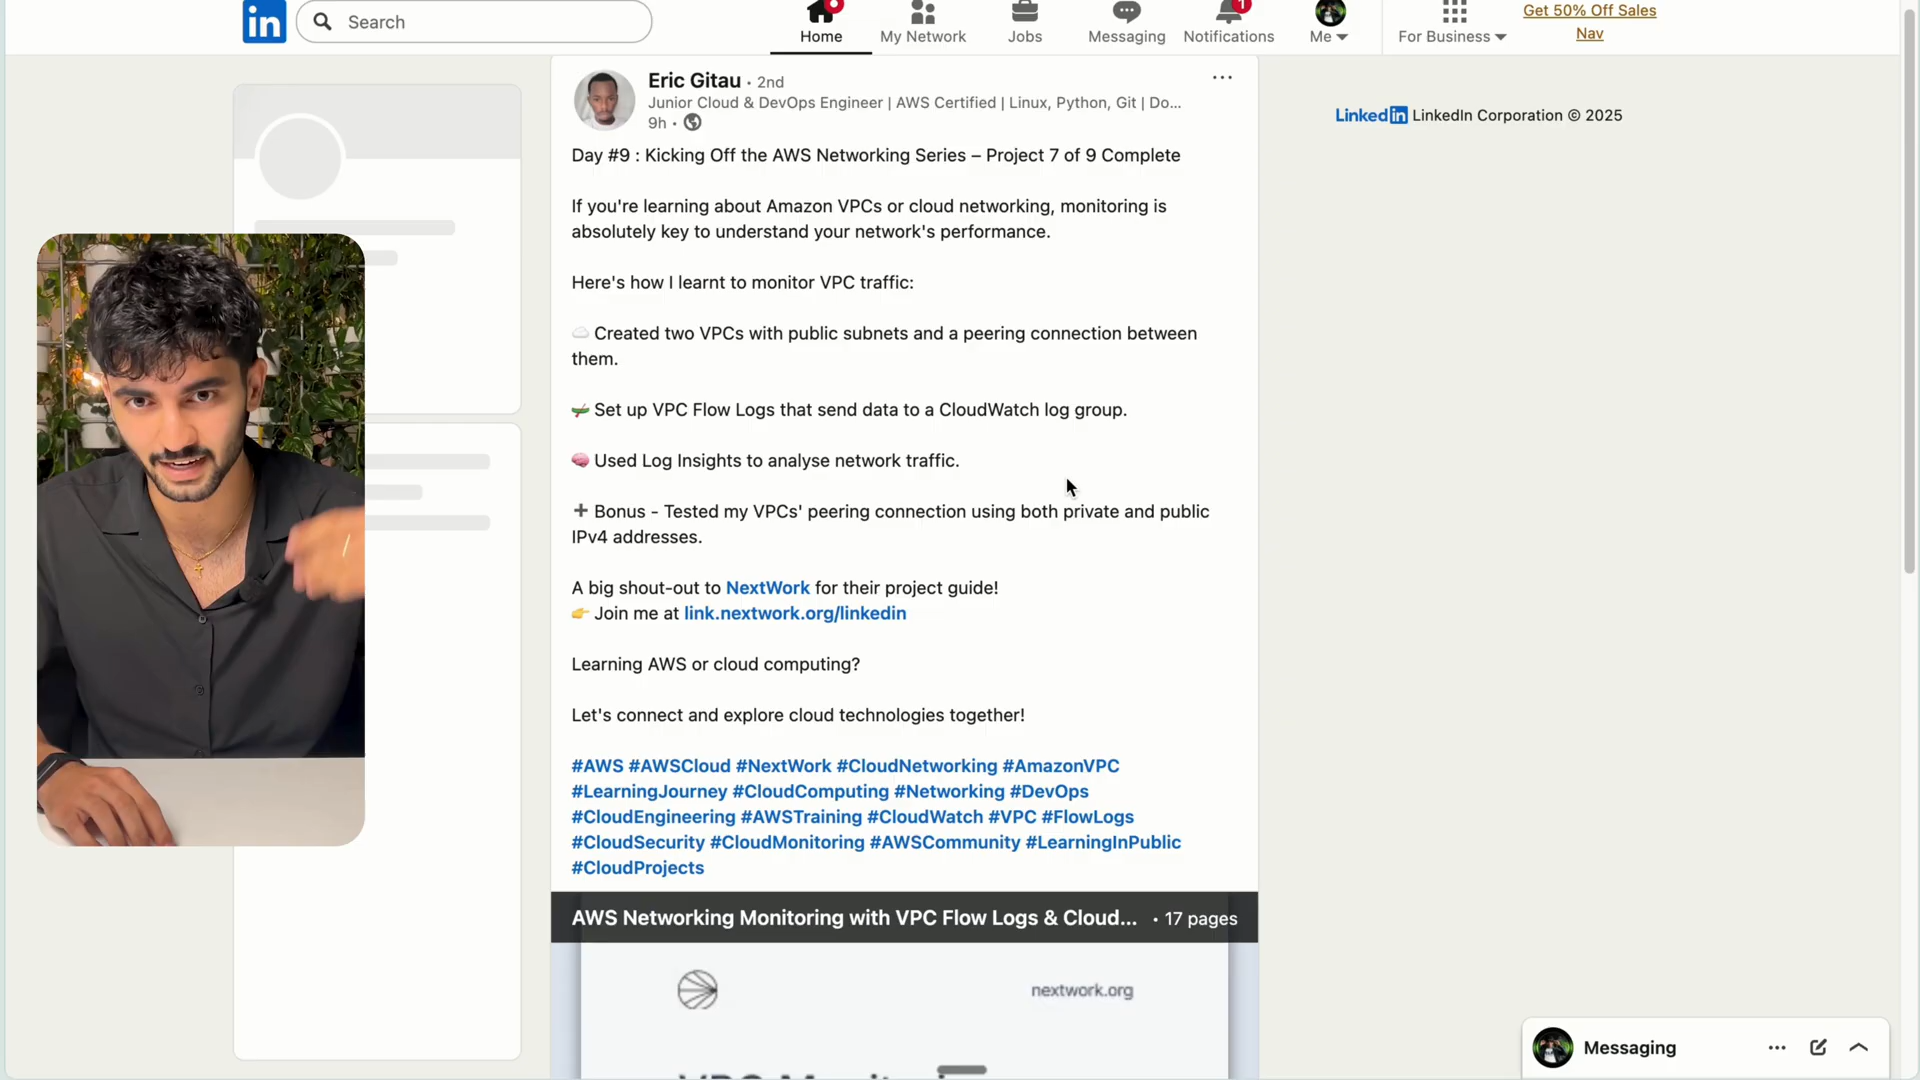 in
Search
Home
My Network
Jobs
Messaging
1
Notifications
Me
For Business
Get 50% Off Sales
Nav
Eric Gitau • 2nd
Junior Cloud & DevOps Engineer | AWS Certified | Linux, Python, Git | Do...
9h •
Day #9 : Kicking Off the AWS Networking Series – Project 7 of 9 Complete
If you're learning about Amazon VPCs or cloud networking, monitoring is
absolutely key to understand your network's performance.
Here's how I learnt to monitor VPC traffic:
☁️ Created two VPCs with public subnets and a peering connection between
them.
🫛 Set up VPC Flow Logs that send data to a CloudWatch log group.
🧠 Used Log Insights to analyse network traffic.
➕ Bonus - Tested my VPCs' peering connection using both private and public
IPv4 addresses.
A big shout-out to NextWork for their project guide!
👉 Join me at link.nextwork.org/linkedin
Learning AWS or cloud computing?
Let's connect and explore cloud technologies together!
#AWS #AWSCloud #NextWork #CloudNetworking #AmazonVPC
#LearningJourney #CloudComputing #Networking #DevOps
#CloudEngineering #AWSTraining #CloudWatch #VPC #FlowLogs
#CloudSecurity #CloudMonitoring #AWSCommunity #LearningInPublic
#CloudProjects
AWS Networking Monitoring with VPC Flow Logs & Cloud... • 17 pages
nextwork.org
LinkedIn LinkedIn Corporation © 2025
Messaging